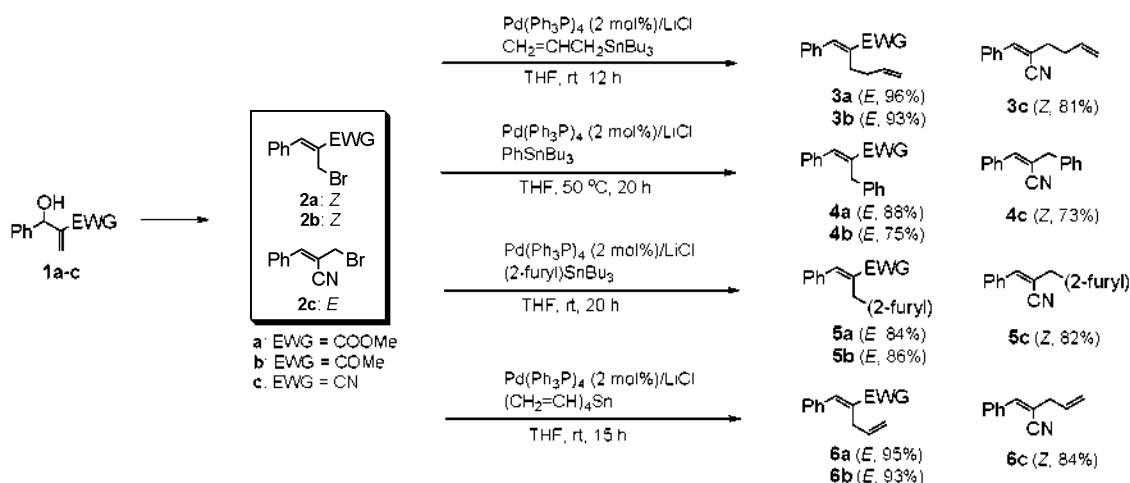 OH
Ph
EWG
1a-c
Ph
EWG
Br
2a: Z
2b: Z
Ph
Br
CN
2c: E
a: EWG = COOMe
b: EWG = COMe
c. EWG = CN
Pd(Ph3P)4 (2 mol%)/LiCl
CH2=CHCH2SnBu3
THF, rt 12 h
Ph
EWG
3a (E, 96%)
3b (E, 93%)
Ph
CN
3c (Z, 81%)
Pd(Ph3P)4 (2 mol%)/LiCl
PhSnBu3
THF, 50 ºC, 20 h
Ph
EWG
Ph
4a (E, 88%)
4b (E, 75%)
Ph
Ph
CN
4c (Z, 73%)
Pd(Ph3P)4 (2 mol%)/LiCl
(2-furyl)SnBu3
THF, rt, 20 h
Ph
EWG
(2-furyl)
5a (E, 84%)
5b (E, 86%)
Ph
(2-furyl)
CN
5c (Z, 82%)
Pd(Ph3P)4 (2 mol%)/LiCl
(CH2=CH)4Sn
THF, rt, 15 h
Ph
EWG
6a (E, 95%)
6b (E, 93%)
Ph
CN
6c (Z, 84%)